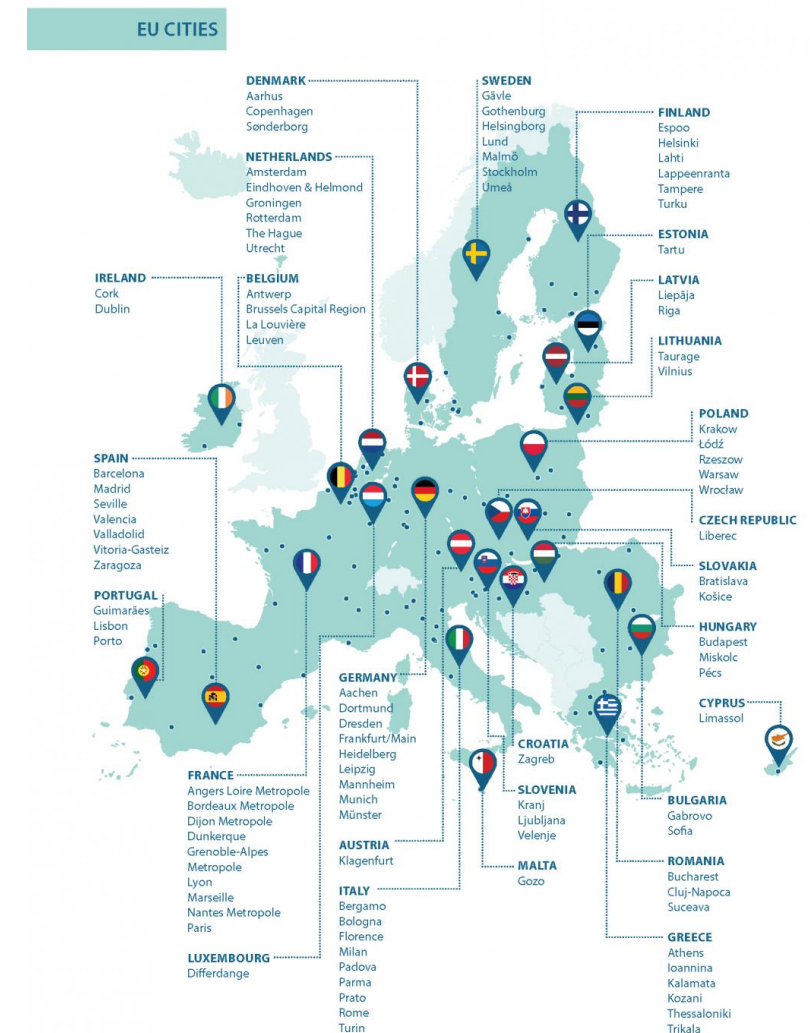 EU CITIES
DENMARK
Aarhus
Copenhagen
Sønderborg
NETHERLANDS
Amsterdam
Eindhoven & Helmond
Groningen
Rotterdam
The Hague
Utrecht
SWEDEN
Gävle
Gothenburg
Helsingborg
Lund
Malmö
Stockholm
Umeå
FINLAND
Espoo
Helsinki
Lahti
Lappeenranta
Tampere
Turku
ESTONIA
Tartu
LATVIA
Liepāja
Riga
LITHUANIA
Taurage
Vilnius
IRELAND
Cork
Dublin
BELGIUM
Antwerp
Brussels Capital Region
La Louvière
Leuven
POLAND
Krakow
Łódź
Rzeszow
Warsaw
Wrocław
CZECH REPUBLIC
Liberec
SLOVAKIA
Bratislava
Košice
HUNGARY
Budapest
Miskolc
Pécs
CYPRUS
Limassol
SPAIN
Barcelona
Madrid
Seville
Valencia
Valladolid
Vitoria-Gasteiz
Zaragoza
PORTUGAL
Guimarães
Lisbon
Porto
GERMANY
Aachen
Dortmund
Dresden
Frankfurt/Main
Heidelberg
Leipzig
Mannheim
Munich
Münster
CROATIA
Zagreb
SLOVENIA
Kranj
Ljubljana
Velenje
MALTA
Gozo
BULGARIA
Gabrovo
Sofia
ROMANIA
Bucharest
Cluj-Napoca
Suceava
GREECE
Athens
Ioannina
Kalamata
Kozani
Thessaloniki
Trikala
FRANCE
Angers Loire Metropole
Bordeaux Metropole
Dijon Metropole
Dunkerque
Grenoble-Alpes
Metropole
Lyon
Marseille
Nantes Metropole
Paris
LUXEMBOURG
Differdange
AUSTRIA
Klagenfurt
ITALY
Bergamo
Bologna
Florence
Milan
Padova
Parma
Prato
Rome
Turin